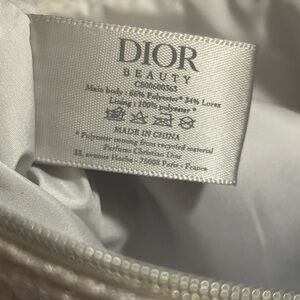 DIOR
BEAUTY
C500600363
Main body : 66% Polyester* 34% Lurex
Lining : 100% polyester *
MADE IN CHINA
* Polyester coming from recycled material
Parfums Christian Dior
33, avenue Hoche - 75008 Paris - France